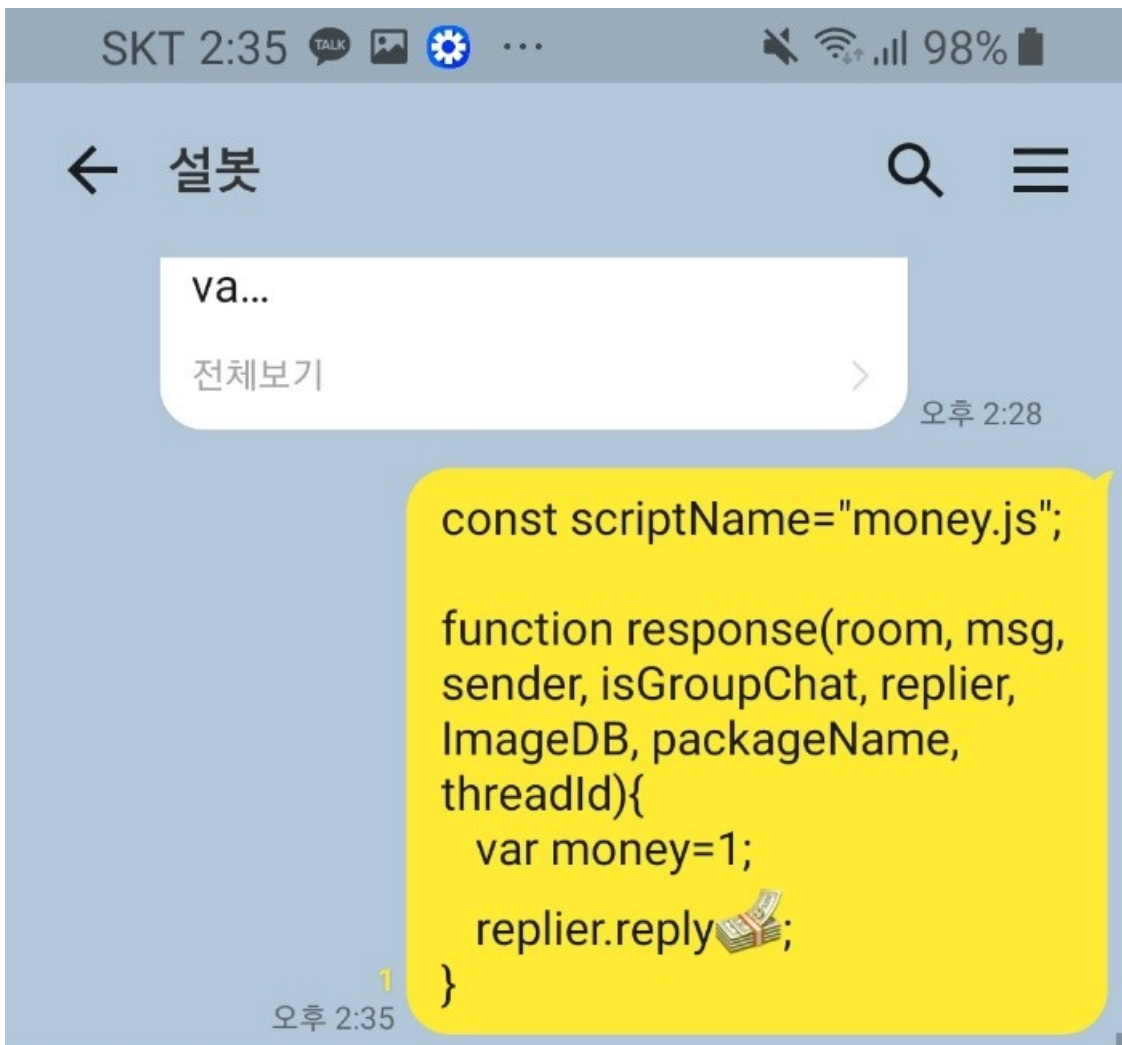 SKT 2:35 TALK ... 98%
설봇
va...
전체보기
오후 2:28
const scriptName="money.js";
function response(room, msg,
sender, isGroupChat, replier,
ImageDB, packageName,
threadId){
var money=1;
replier.reply💵;
}
1
오후 2:35